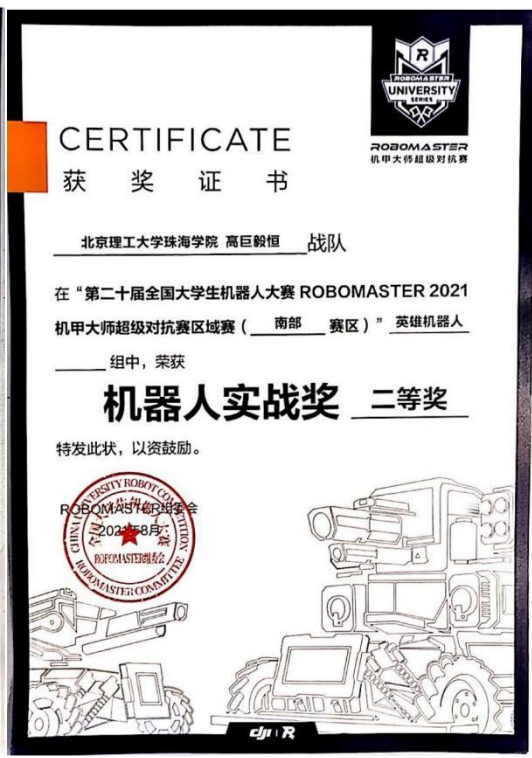 R
ROBOMASTER
UNIVERSITY
SERIES
ROBOMASTER
机甲大师超级对抗赛
CERTIFICATE
获 奖 证 书
北京理工大学珠海学院 高巨毅恒 战队
在“第二十届全国大学生机器人大赛 ROBOMASTER 2021
机甲大师超级对抗赛区域赛（ 南部 赛区）” 英雄机器人
组中，荣获
机器人实战奖 二等奖
特发此状，以资鼓励。
ROBOMASTER组委会
2021年8月
CHINA UNIVERSITY ROBOT COMPETITION
ROBOMASTER组委会
ROBOMASTER COMMITTEE
dji R